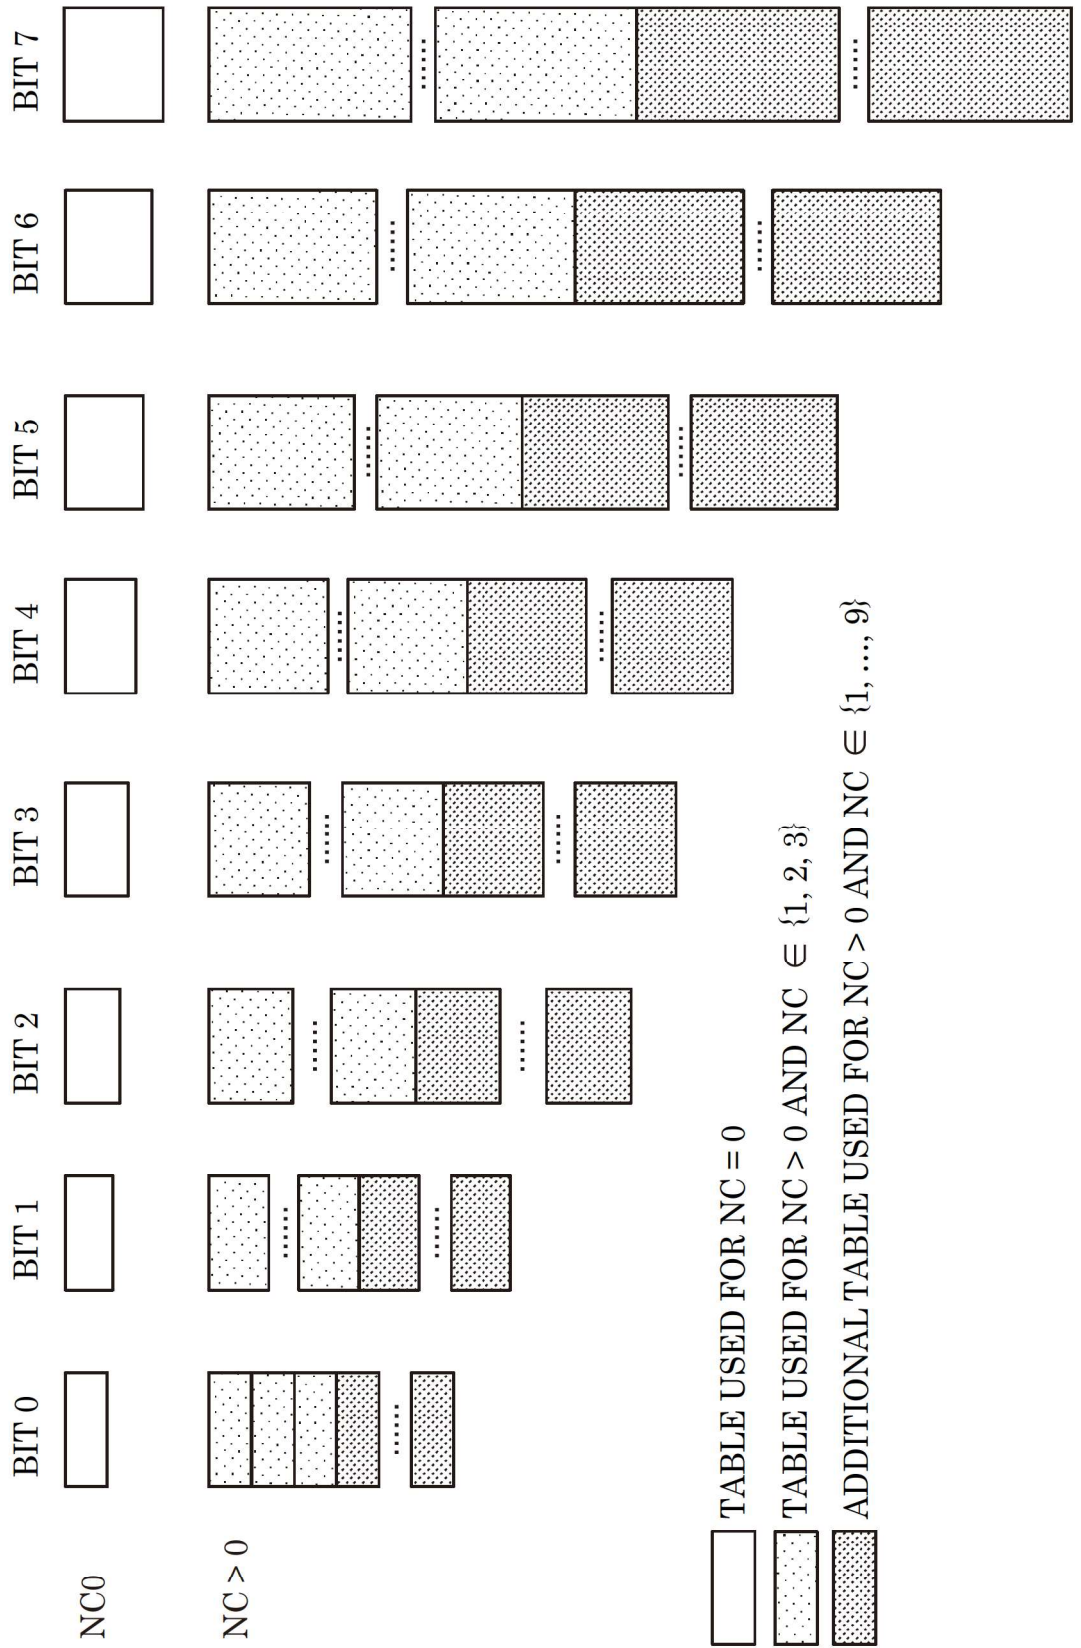 BIT 0 BIT 1 BIT 2 BIT 3 BIT 4 BIT 5 BIT 6 BIT 7
NC0
NC > 0
TABLE USED FOR NC = 0
TABLE USED FOR NC > 0 AND NC ∈ {1, 2, 3}
ADDITIONAL TABLE USED FOR NC > 0 AND NC ∈ {1, ..., 9}